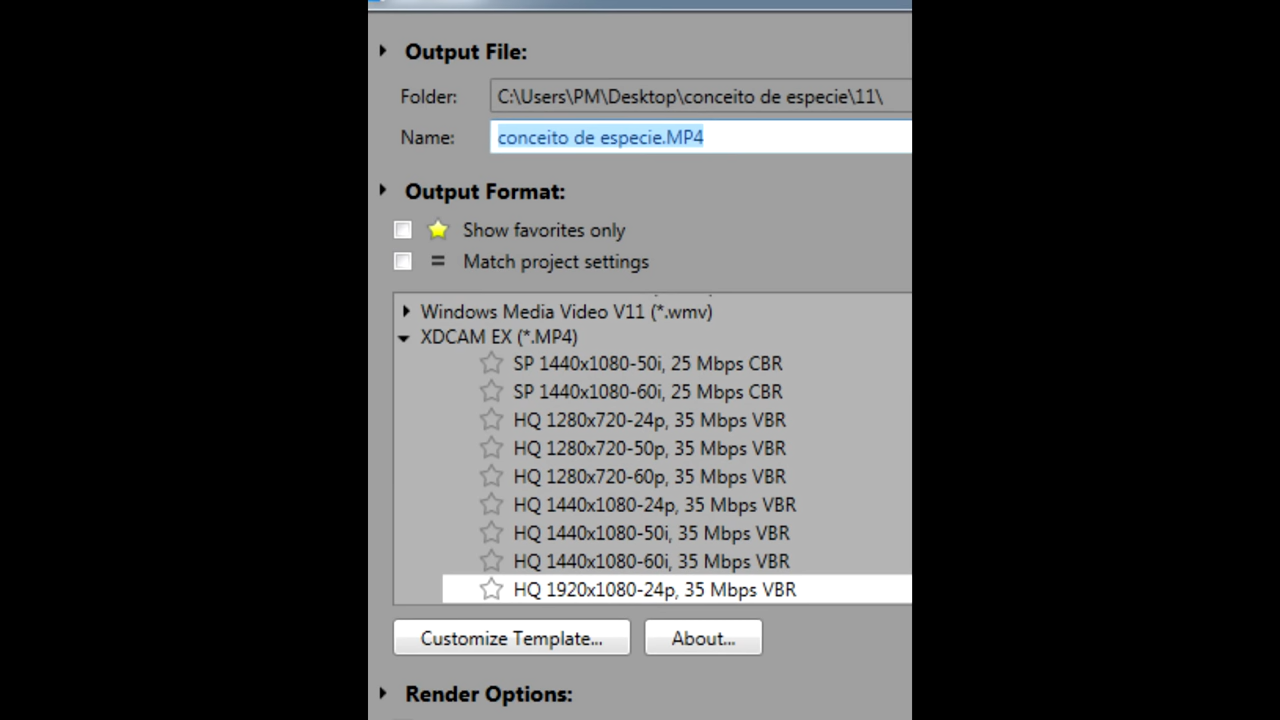 Output File:
Folder: C:\Users\PM\Desktop\conceito de especie\11\
Name: conceito de especie.MP4
Output Format:
Show favorites only
= Match project settings
Windows Media Video V11 (*.wmv)
XDCAM EX (*.MP4)
SP 1440x1080-50i, 25 Mbps CBR
SP 1440x1080-60i, 25 Mbps CBR
HQ 1280x720-24p, 35 Mbps VBR
HQ 1280x720-50p, 35 Mbps VBR
HQ 1280x720-60p, 35 Mbps VBR
HQ 1440x1080-24p, 35 Mbps VBR
HQ 1440x1080-50i, 35 Mbps VBR
HQ 1440x1080-60i, 35 Mbps VBR
HQ 1920x1080-24p, 35 Mbps VBR
Customize Template... About...
Render Options: